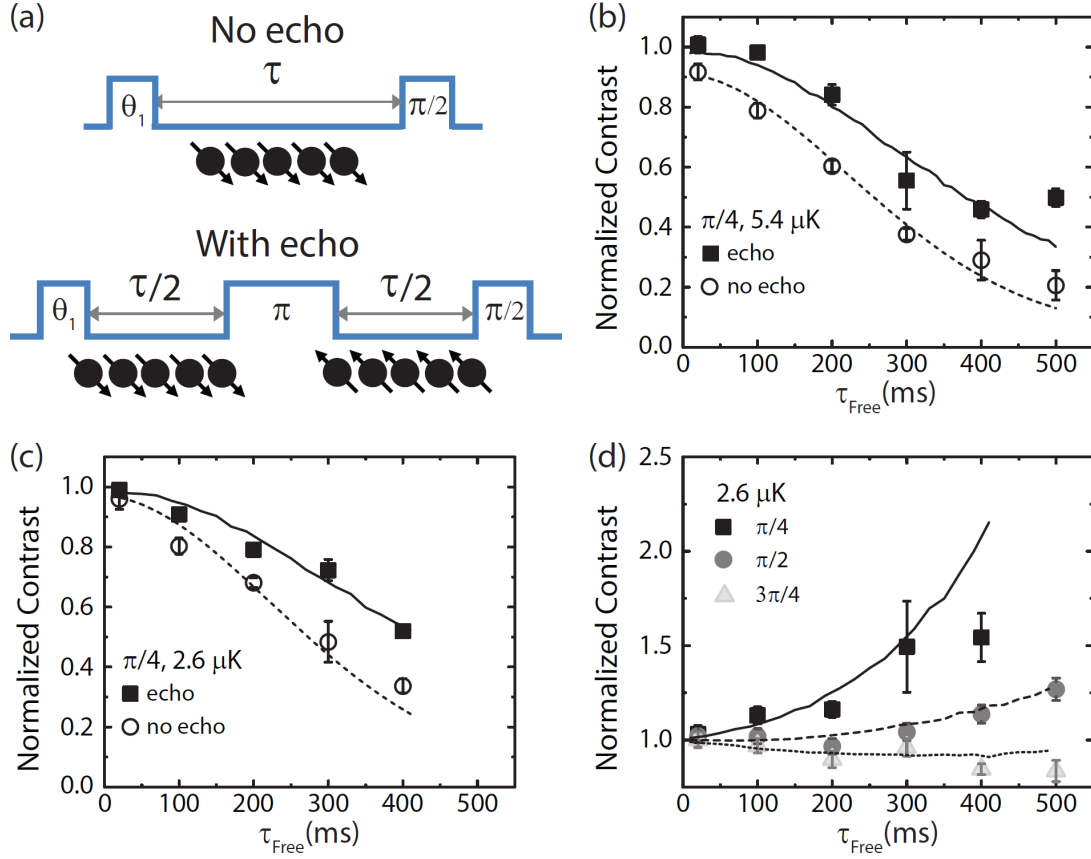 (a)
No echo
τ
θ1
π/2
With echo
θ1
τ/2
π
τ/2
π/2
(b)
Normalized Contrast
1.0
0.8
0.6
0.4
0.2
0.0
π/4, 5.4 μK
echo
no echo
0 100 200 300 400 500
τFree(ms)
(c)
Normalized Contrast
1.0
0.8
0.6
0.4
0.2
0.0
π/4, 2.6 μK
echo
no echo
0 100 200 300 400 500
τFree(ms)
(d)
Normalized Contrast
2.5
2.0
1.5
1.0
0.5
2.6 μK
π/4
π/2
3π/4
0 100 200 300 400 500
τFree(ms)